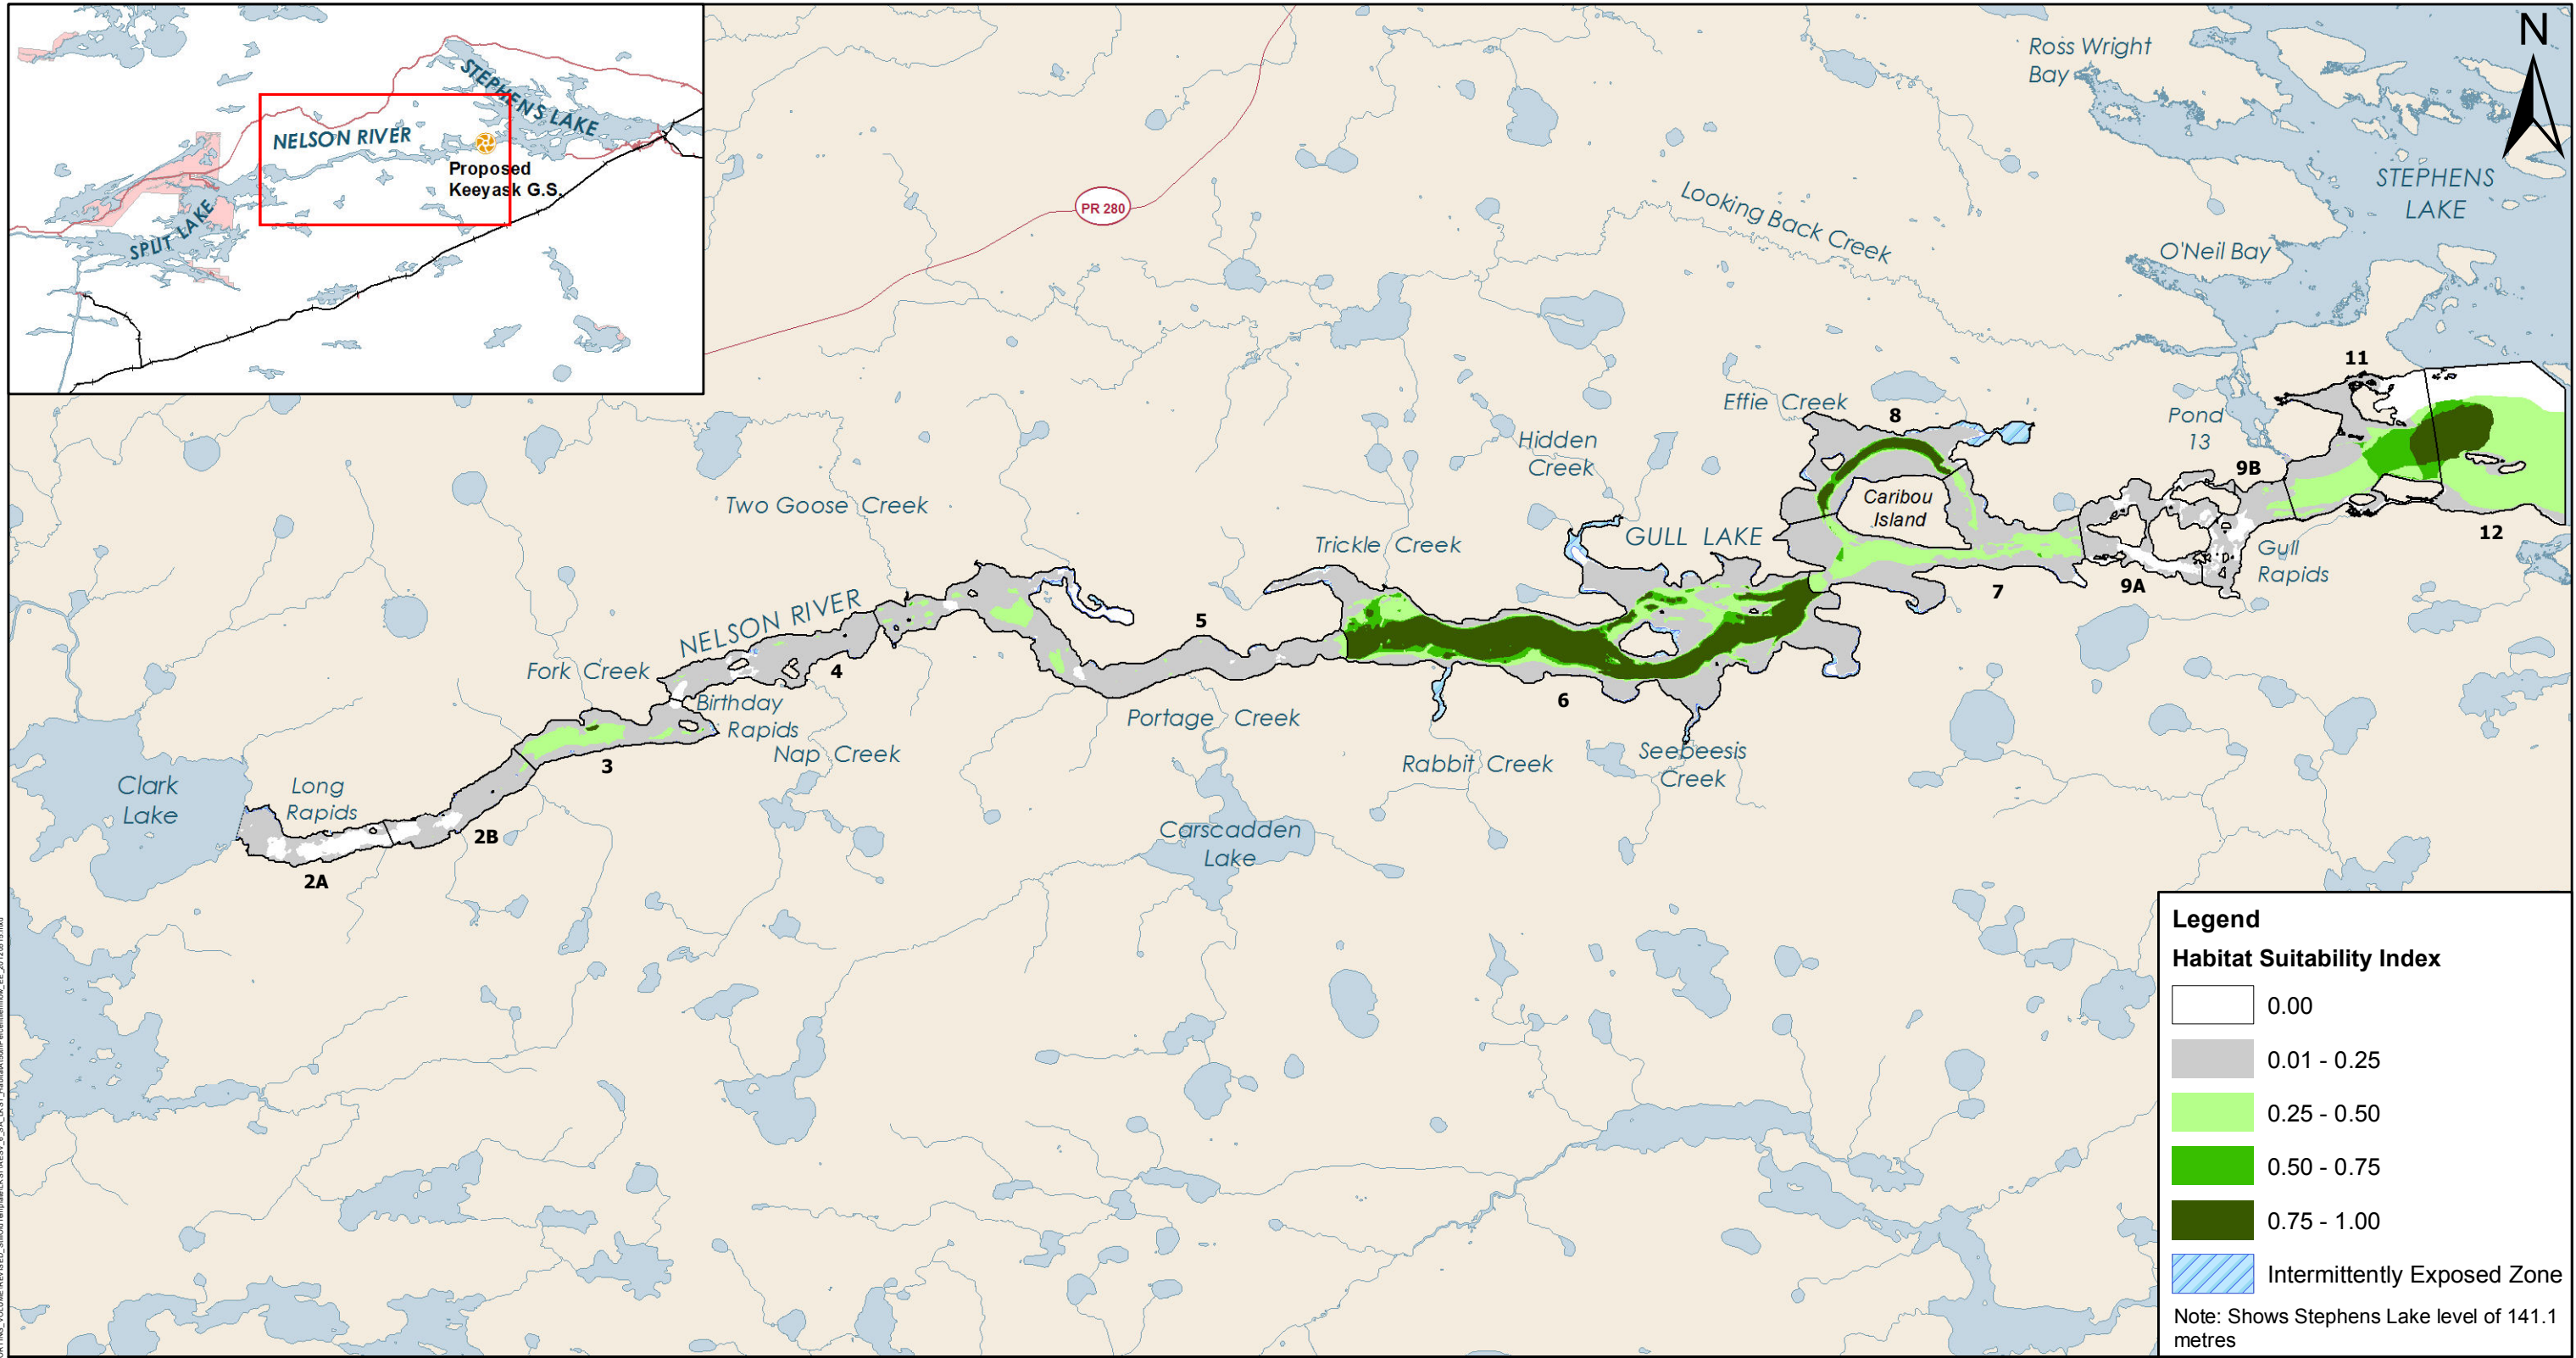 STEPHENS LAKE
NELSON RIVER
Proposed
Keeyask G.S.
SPLIT LAKE
N
Ross Wright
Bay
STEPHENS
LAKE
PR 280
Looking Back Creek
O'Neil Bay
11
Effie Creek
8
Pond
13
Hidden
Creek
9B
Caribou
Island
Two Goose Creek
12
GULL LAKE
Trickle Creek
Gull
Rapids
9A
7
NELSON RIVER
5
Fork Creek
4
6
Birthday
Rapids
Portage Creek
Nap Creek
Rabbit Creek
Seebeesis
Creek
3
Clark
Lake
Long
Rapids
2B
Carscadden
Lake
2A
Legend
Habitat Suitability Index
0.00
0.01 - 0.25
0.25 - 0.50
0.50 - 0.75
0.75 - 1.00
Intermittently Exposed Zone
Note: Shows Stephens Lake level of 141.1
metres